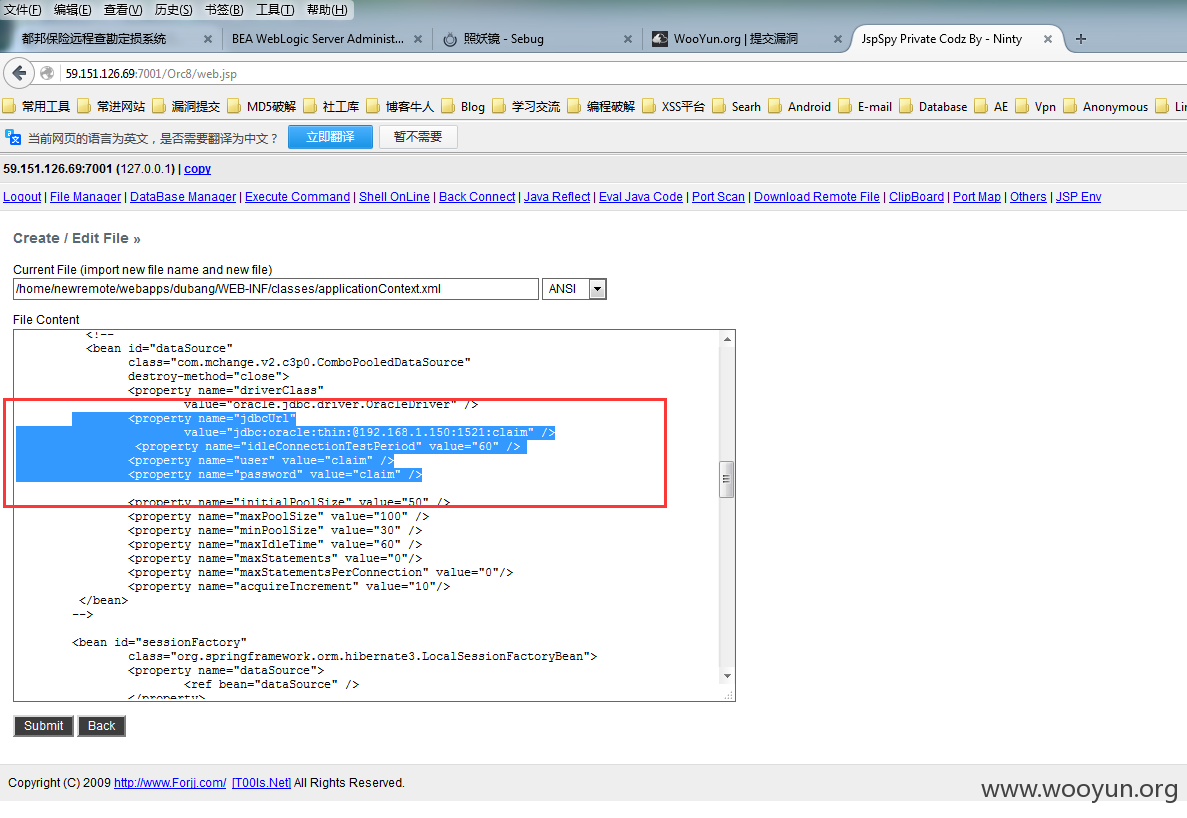 文件(F) 编辑(E) 查看(V) 历史(S) 书签(B) 工具(T) 帮助(H)
都邦保险远程查勘定损系统 × BEA WebLogic Server Administ... × 照妖镜 - Sebug × WooYun.org | 提交漏洞 × JspSpy Private Codz By - Ninty × +
59.151.126.69:7001/Orc8/web.jsp
常用工具 常进网站 漏洞提交 MD5破解 社工库 博客牛人 Blog 学习交流 编程破解 XSS平台 Searh Android E-mail Database AE Vpn Anonymous Lin
当前网页的语言为英文，是否需要翻译为中文？ 立即翻译 暂不需要
59.151.126.69:7001 (127.0.0.1) | copy
Logout | File Manager | DataBase Manager | Execute Command | Shell OnLine | Back Connect | Java Reflect | Eval Java Code | Port Scan | Download Remote File | ClipBoard | Port Map | Others | JSP Env
Create / Edit File »
Current File (import new file name and new file)
/home/newremote/webapps/dubang/WEB-INF/classes/applicationContext.xml ANSI
File Content
<!--
<bean id="dataSource"
class="com.mchange.v2.c3p0.ComboPooledDataSource"
destroy-method="close">
<property name="driverClass"
value="oracle.jdbc.driver.OracleDriver" />
<property name="jdbcUrl"
value="jdbc:oracle:thin:@192.168.1.150:1521:claim" />
<property name="idleConnectionTestPeriod" value="60" />
<property name="user" value="claim" />
<property name="password" value="claim" />
<property name="initialPoolSize" value="50" />
<property name="maxPoolSize" value="100" />
<property name="minPoolSize" value="30" />
<property name="maxIdleTime" value="60" />
<property name="maxStatements" value="0"/>
<property name="maxStatementsPerConnection" value="0"/>
<property name="acquireIncrement" value="10"/>
</bean>
-->
<bean id="sessionFactory"
class="org.springframework.orm.hibernate3.LocalSessionFactoryBean">
<property name="dataSource">
<ref bean="dataSource" />
</property>
Submit Back
Copyright (C) 2009 http://www.Forjj.com/ [T00ls.Net] All Rights Reserved.
www.wooyun.org